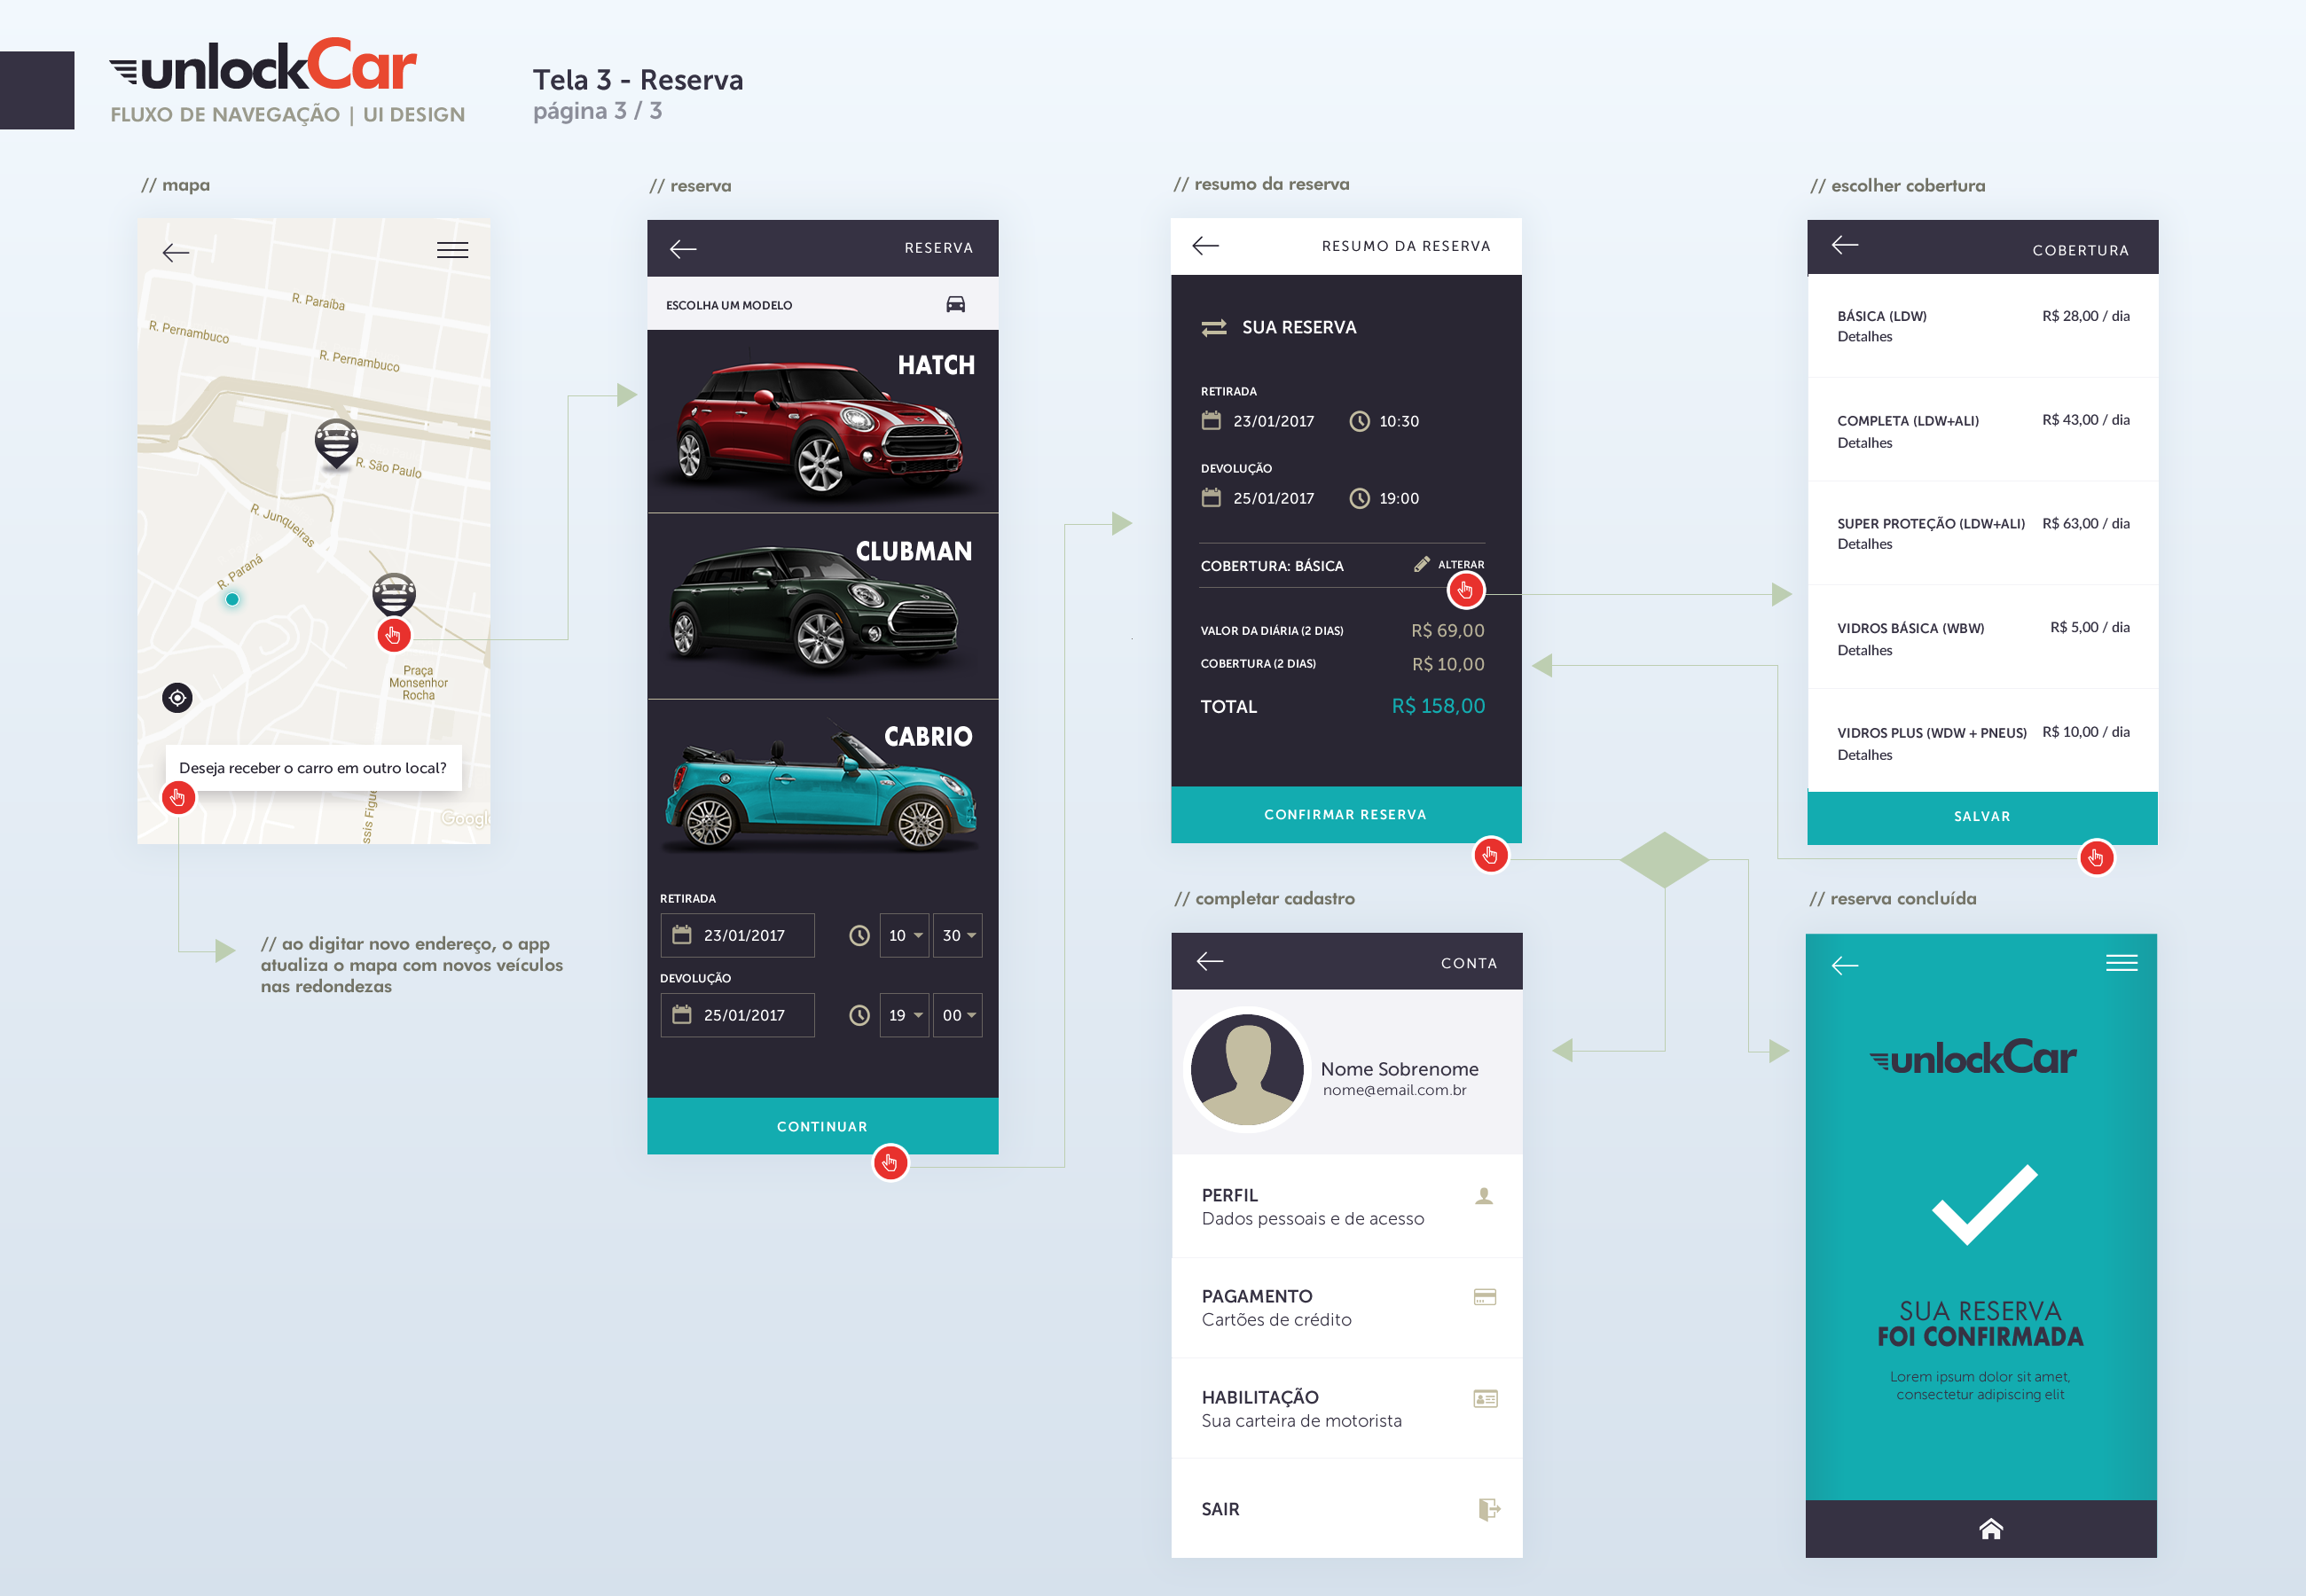 unlockCar
FLUXO DE NAVEGAÇÃO | UI DESIGN
Tela 3 - Reserva
página 3 / 3
// mapa
R. Paraíba
R. Pernambuco
R. Pernambuco
R. São Paulo
R. Junqueiras
R. Paraná
Praça
Monsenhor
Rocha
Deseja receber o carro em outro local?
ssis Figue
Google
// ao digitar novo endereço, o app
atualiza o mapa com novos veículos
nas redondezas
// reserva
RESERVA
ESCOLHA UM MODELO
HATCH
CLUBMAN
CABRIO
RETIRADA
23/01/2017 10 30
DEVOLUÇÃO
25/01/2017 19 00
CONTINUAR
// resumo da reserva
RESUMO DA RESERVA
SUA RESERVA
RETIRADA
23/01/2017 10:30
DEVOLUÇÃO
25/01/2017 19:00
COBERTURA: BÁSICA ALTERAR
VALOR DA DIÁRIA (2 DIAS) R$ 69,00
COBERTURA (2 DIAS) R$ 10,00
TOTAL R$ 158,00
CONFIRMAR RESERVA
// escolher cobertura
COBERTURA
BÁSICA (LDW) R$ 28,00 / dia
Detalhes
COMPLETA (LDW+ALI) R$ 43,00 / dia
Detalhes
SUPER PROTEÇÃO (LDW+ALI) R$ 63,00 / dia
Detalhes
VIDROS BÁSICA (WBW) R$ 5,00 / dia
Detalhes
VIDROS PLUS (WDW + PNEUS) R$ 10,00 / dia
Detalhes
SALVAR
// completar cadastro
CONTA
Nome Sobrenome
nome@email.com.br
PERFIL
Dados pessoais e de acesso
PAGAMENTO
Cartões de crédito
HABILITAÇÃO
Sua carteira de motorista
SAIR
// reserva concluída
unlockCar
SUA RESERVA
FOI CONFIRMADA
Lorem ipsum dolor sit amet,
consectetur adipiscing elit